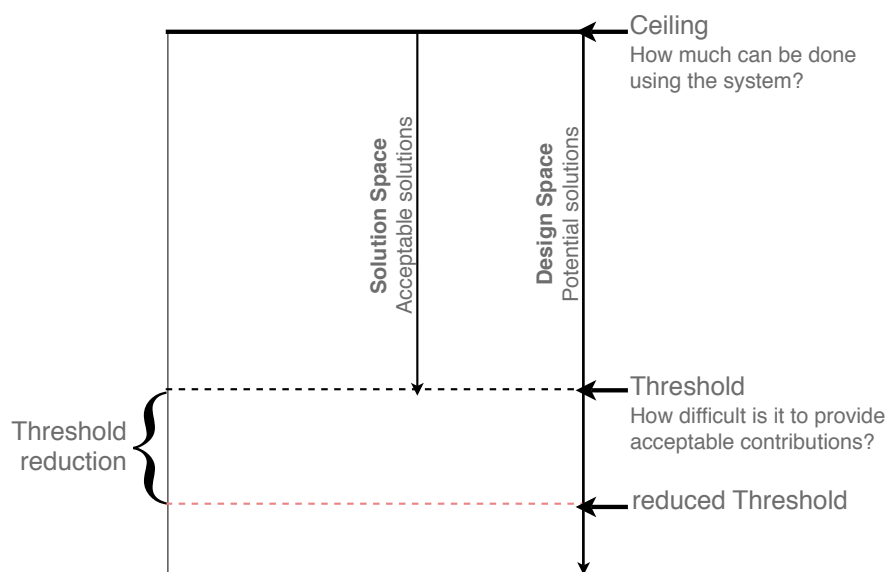 Ceiling
How much can be done
using the system?
Solution Space
Acceptable solutions
Design Space
Potential solutions
Threshold
How difficult is it to provide
acceptable contributions?
Threshold
reduction
reduced Threshold